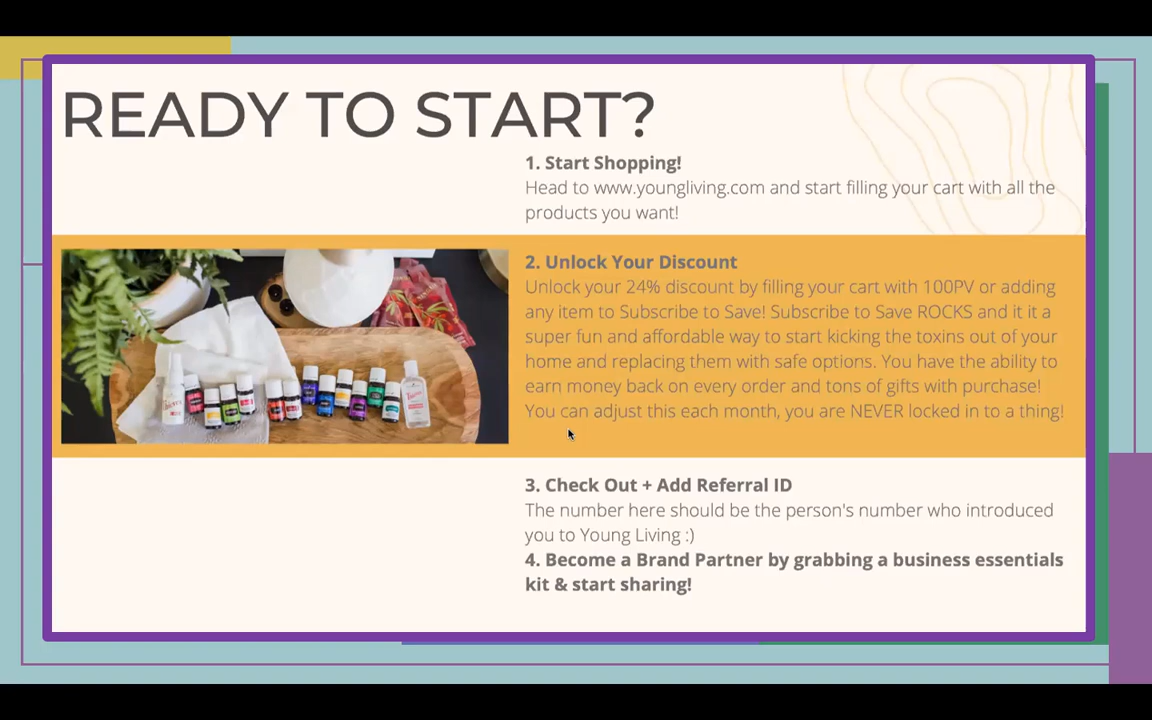 READY TO START?
1. Start Shopping!
Head to www.youngliving.com and start filling your cart with all the
products you want!
2. Unlock Your Discount
Unlock your 24% discount by filling your cart with 100PV or adding
any item to Subscribe to Save! Subscribe to Save ROCKS and it it a
super fun and affordable way to start kicking the toxins out of your
home and replacing them with safe options. You have the ability to
earn money back on every order and tons of gifts with purchase!
You can adjust this each month, you are NEVER locked in to a thing!
3. Check Out + Add Referral ID
The number here should be the person's number who introduced
you to Young Living :)
4. Become a Brand Partner by grabbing a business essentials
kit & start sharing!